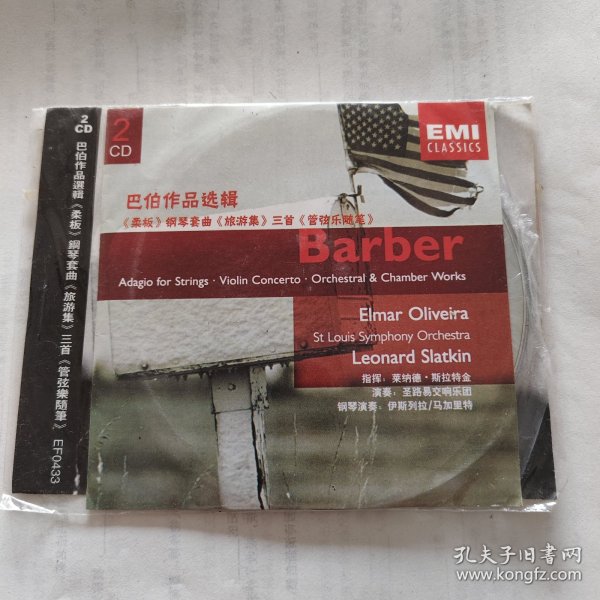 2
CD
巴伯作品選輯《柔板》鋼琴套曲《旅游集》三首《管弦樂隨筆》 EF0433
2
CD
EMI
CLASSICS
巴伯作品选辑
《柔板》钢琴套曲《旅游集》三首《管弦乐随笔》
Barber
Adagio for Strings · Violin Concerto · Orchestral & Chamber Works
Elmar Oliveira
St Louis Symphony Orchestra
Leonard Slatkin
指挥：莱纳德·斯拉特金
演奏：圣路易交响乐团
钢琴演奏：伊斯列拉/马加里特
孔夫子旧书网
www.kongfz.com